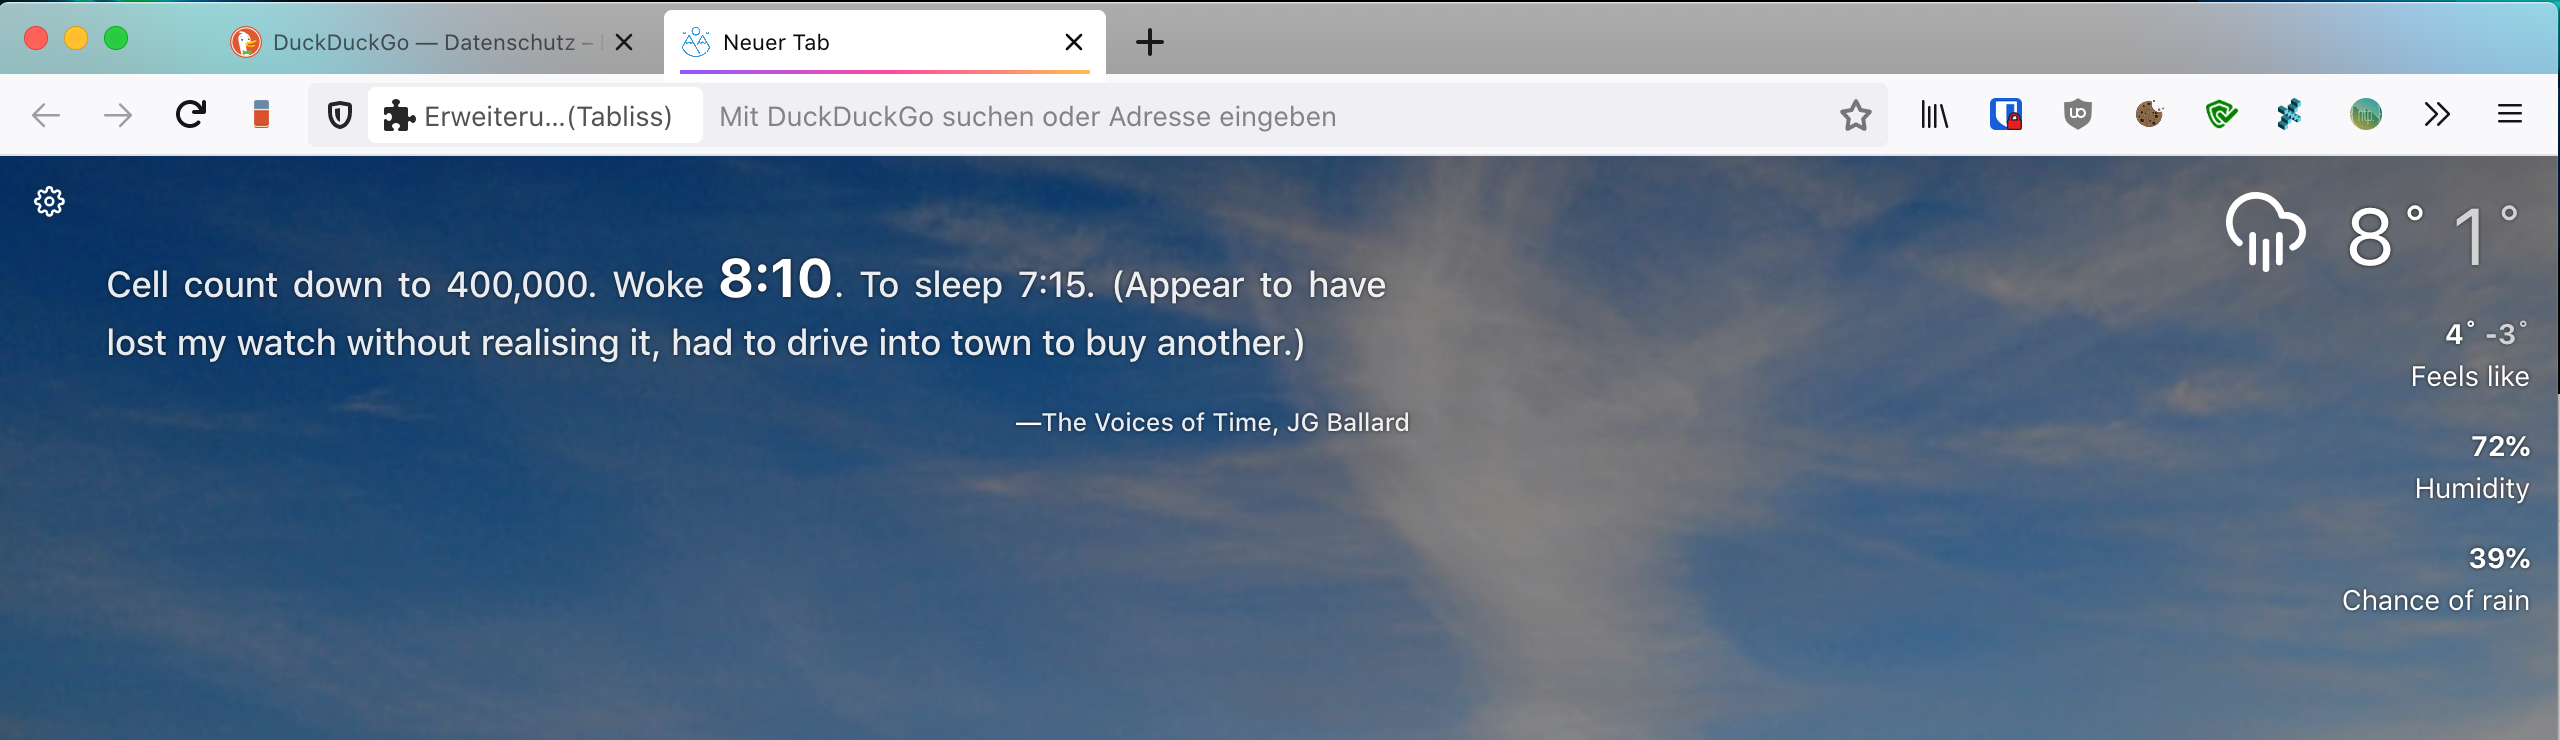 DuckDuckGo — Datenschutz –
Neuer Tab
Erweiteru...(Tabliss)
Mit DuckDuckGo suchen oder Adresse eingeben
8° 1°
Cell count down to 400,000. Woke 8:10. To sleep 7:15. (Appear to have
lost my watch without realising it, had to drive into town to buy another.)
—The Voices of Time, JG Ballard
4° -3°
Feels like
72%
Humidity
39%
Chance of rain